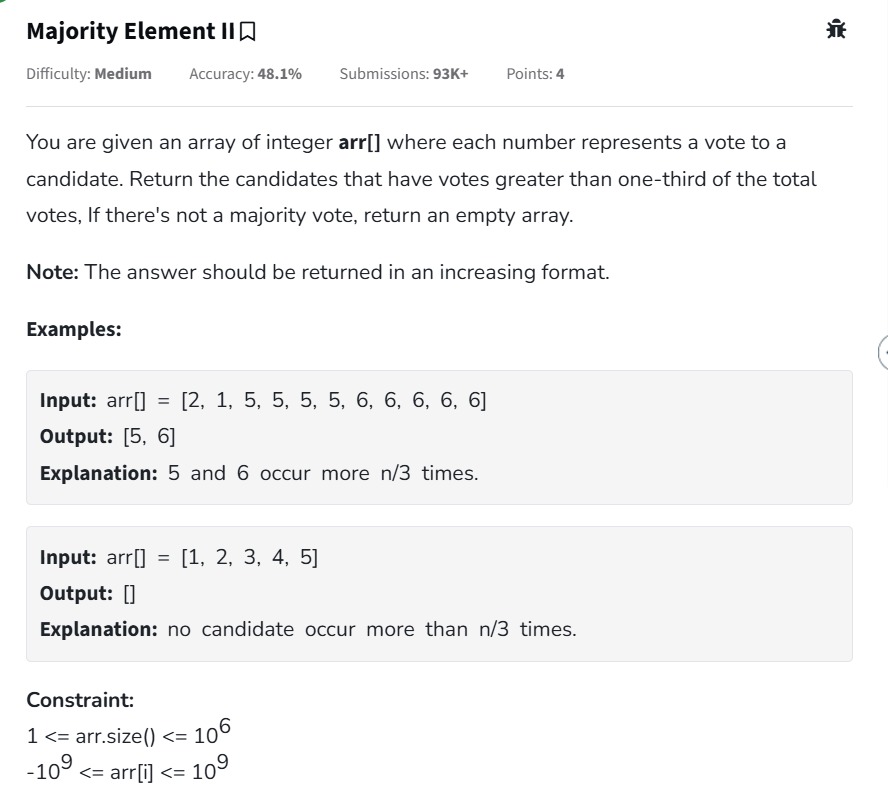 Majority Element II
Difficulty: Medium Accuracy: 48.1% Submissions: 93K+ Points: 4
You are given an array of integer arr[] where each number represents a vote to a
candidate. Return the candidates that have votes greater than one-third of the total
votes, If there's not a majority vote, return an empty array.
Note: The answer should be returned in an increasing format.
Examples:
Input: arr[] = [2, 1, 5, 5, 5, 5, 6, 6, 6, 6, 6]
Output: [5, 6]
Explanation: 5 and 6 occur more n/3 times.
Input: arr[] = [1, 2, 3, 4, 5]
Output: []
Explanation: no candidate occur more than n/3 times.
Constraint:
1 <= arr.size() <= 10^6
-10^9 <= arr[i] <= 10^9